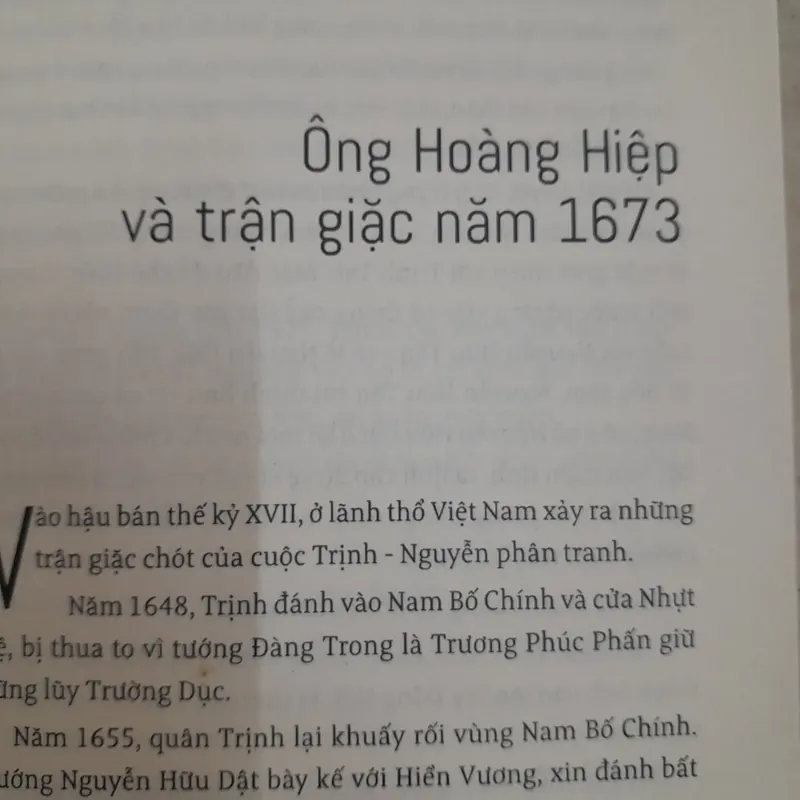 Ông Hoàng Hiệp
và trận giặc năm 1673
Vào hậu bán thế kỷ XVII, ở lãnh thổ Việt Nam xảy ra những
trận giặc chót của cuộc Trịnh - Nguyễn phân tranh.
Năm 1648, Trịnh đánh vào Nam Bố Chính và cửa Nhựt
bị thua to vì tướng Đàng Trong là Trương Phúc Phấn giữ
lũy Trường Dục.
Năm 1655, quân Trịnh lại khuấy rối vùng Nam Bố Chính.
Nguyễn Hữu Dật bày kế với Hiền Vương, xin đánh bất